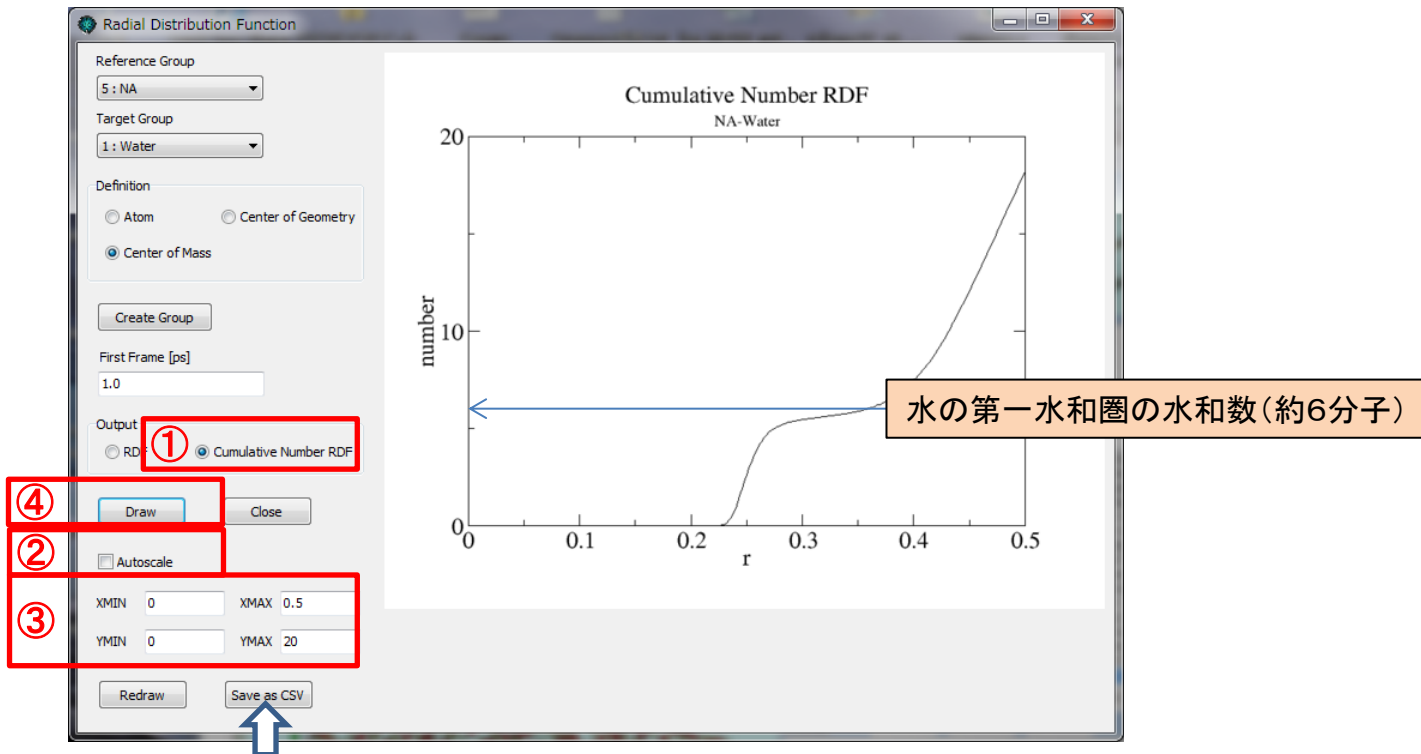 Radial Distribution Function
Reference Group
5 : NA
Target Group
1 : Water
Definition
Atom
Center of Geometry
Center of Mass
Create Group
First Frame [ps]
1.0
Output
① RDF Cumulative Number RDF
④ Draw
Close
② Autoscale
③
XMIN 0 XMAX 0.5
YMIN 0 YMAX 20
Redraw
Save as CSV
Cumulative Number RDF
NA-Water
20
10
0
number
0 0.1 0.2 0.3 0.4 0.5
r
水の第一水和圏の水和数(約6分子)